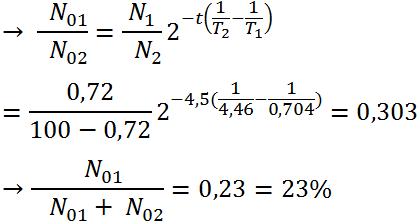 → N₀₁/N₀₂ = N₁/N₂ 2^(−t(1/T₂ − 1/T₁))
= 0,72/(100 − 0,72) 2^(−4,5(1/4,46 − 1/0,704)) = 0,303
→ N₀₁/(N₀₁ + N₀₂) = 0,23 = 23%